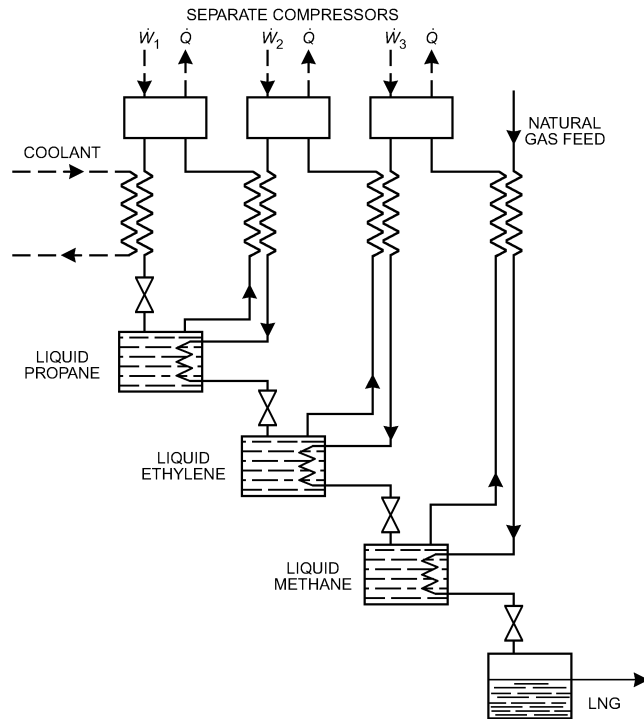 SEPARATE COMPRESSORS
Ẇ1 Q̇ Ẇ2 Q̇ Ẇ3 Q̇
NATURAL
GAS FEED
COOLANT
LIQUID
PROPANE
LIQUID
ETHYLENE
LIQUID
METHANE
LNG